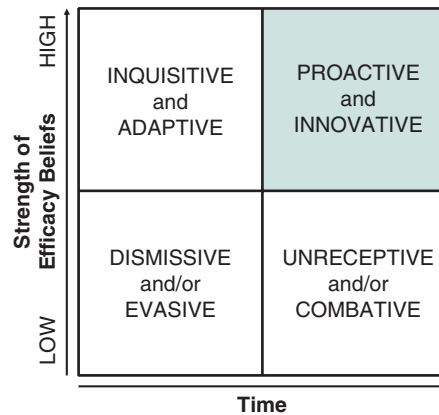 HIGH
Strength of
Efficacy Beliefs
LOW
INQUISITIVE
and
ADAPTIVE
PROACTIVE
and
INNOVATIVE
DISMISSIVE
and/or
EVASIVE
UNRECEPTIVE
and/or
COMBATIVE
Time